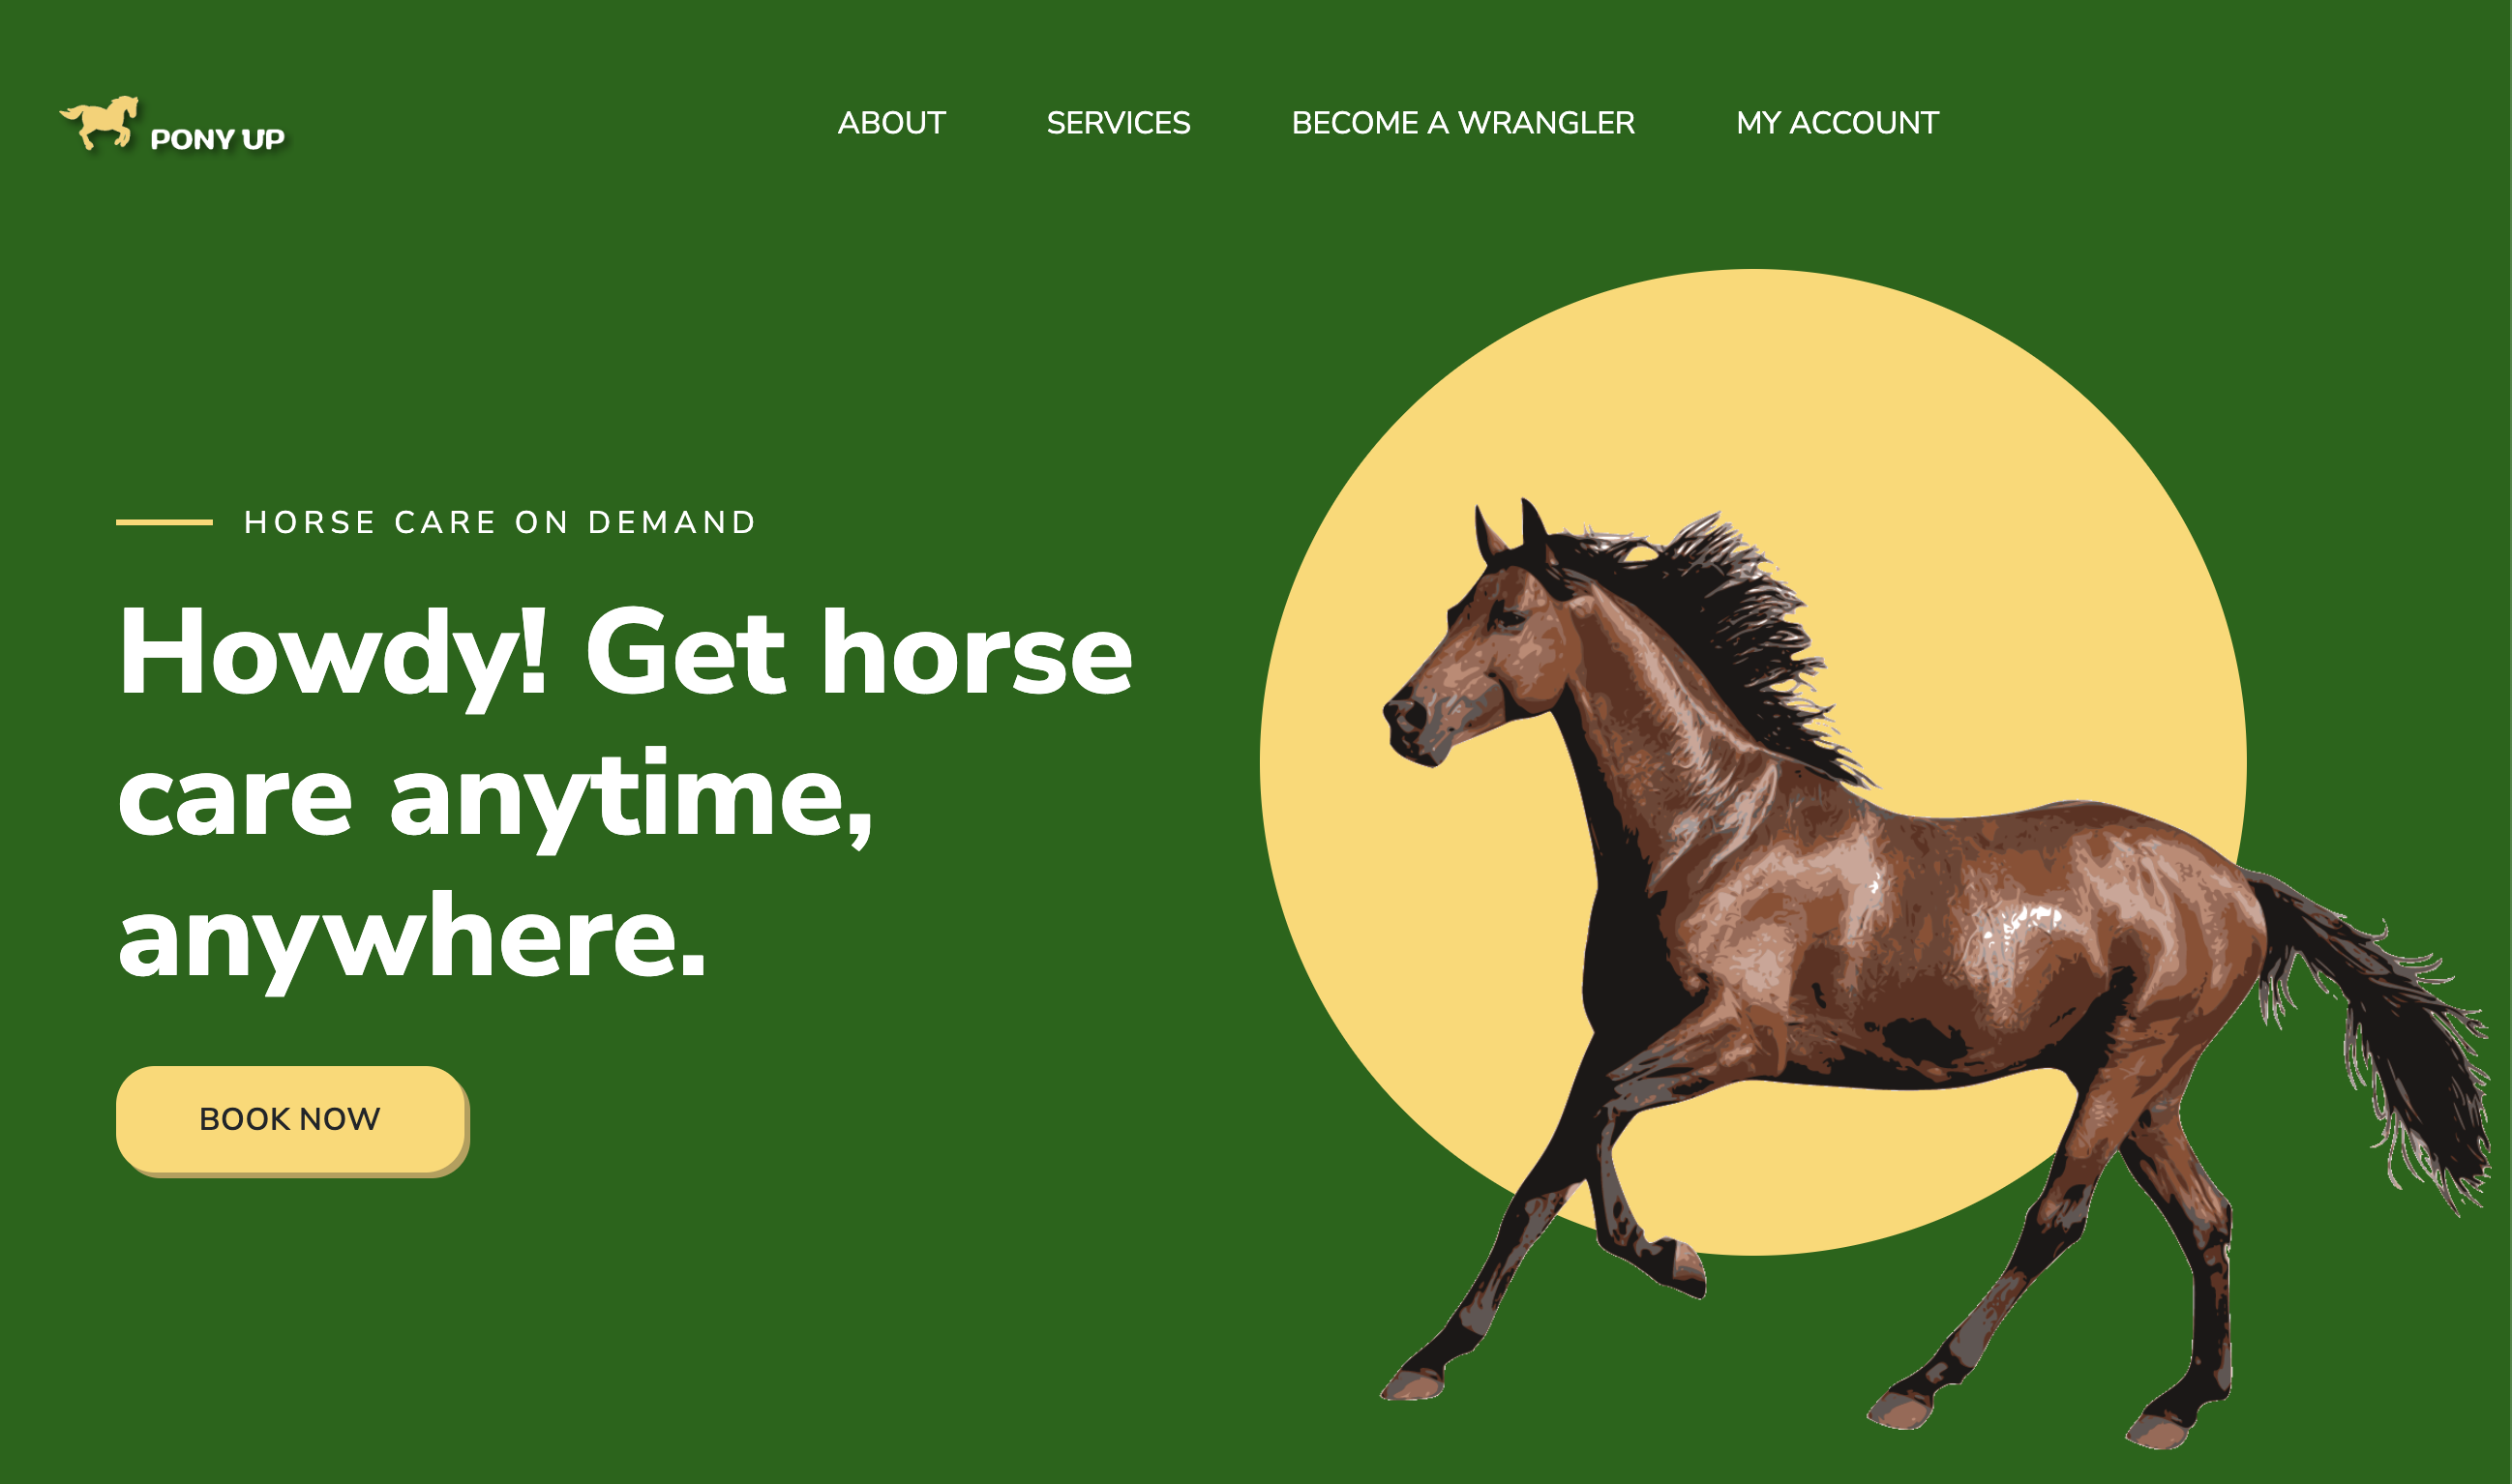 PONY UP
ABOUT SERVICES BECOME A WRANGLER MY ACCOUNT
HORSE CARE ON DEMAND
Howdy! Get horse
care anytime,
anywhere.
BOOK NOW